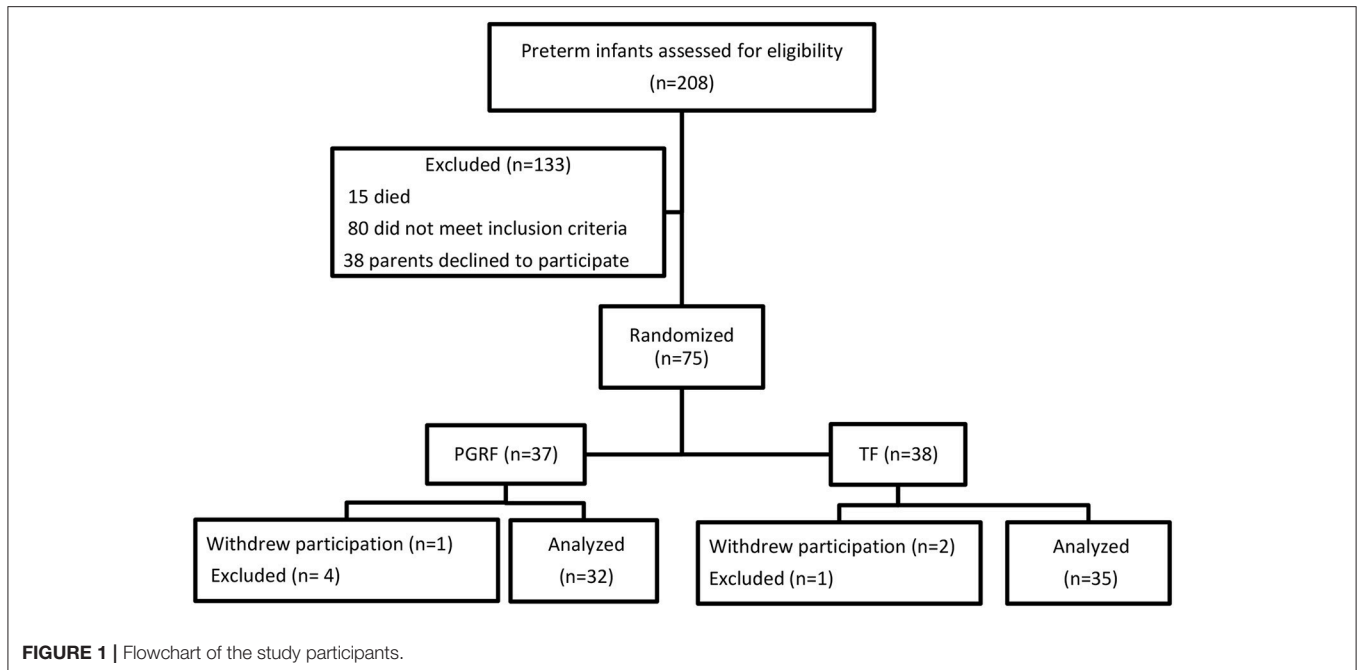 Preterm infants assessed for eligibility
(n=208)
Excluded (n=133)
15 died
80 did not meet inclusion criteria
38 parents declined to participate
Randomized
(n=75)
PGRF (n=37)
TF (n=38)
Withdrew participation (n=1)
Excluded (n= 4)
Analyzed
(n=32)
Withdrew participation (n=2)
Excluded (n=1)
Analyzed
(n=35)
FIGURE 1 | Flowchart of the study participants.